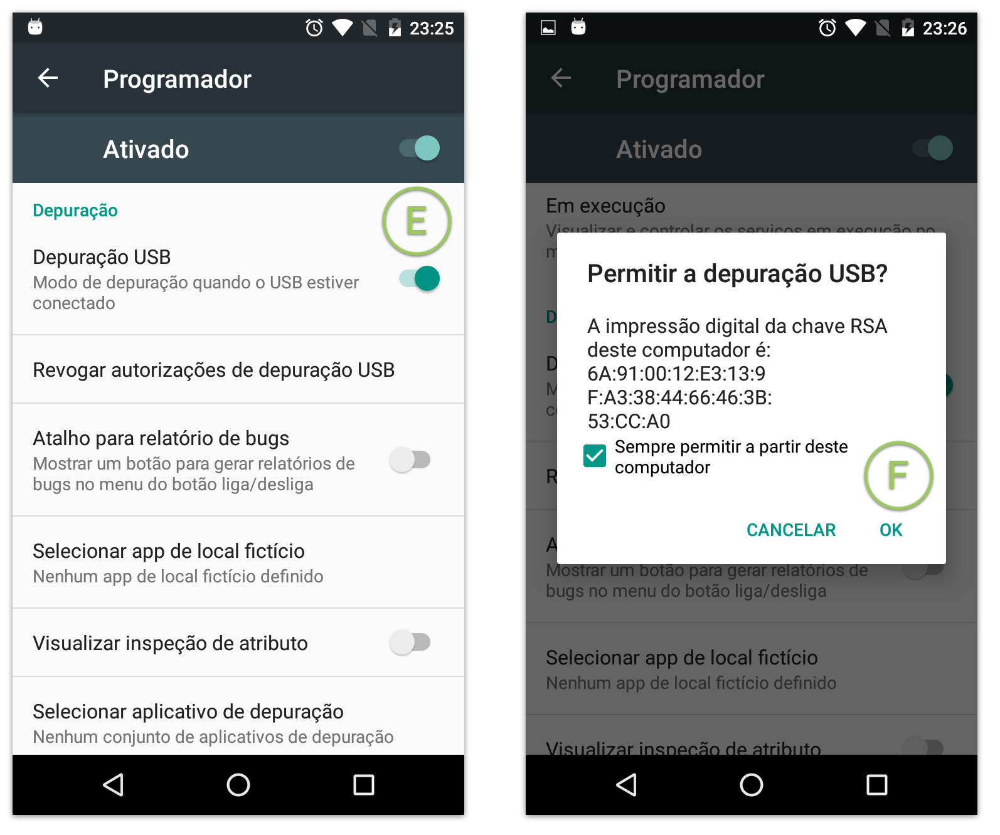 23:25
Programador
Ativado
Depuração
E
Depuração USB
Modo de depuração quando o USB estiver
conectado
Revogar autorizações de depuração USB
Atalho para relatório de bugs
Mostrar um botão para gerar relatórios de
bugs no menu do botão liga/desliga
Selecionar app de local fictício
Nenhum app de local fictício definido
Visualizar inspeção de atributo
Selecionar aplicativo de depuração
Nenhum conjunto de aplicativos de depuração
23:26
Programador
Ativado
Em execução
Visualizar e controlar os serviços em execução no
Permitir a depuração USB?
A impressão digital da chave RSA
deste computador é:
6A:91:00:12:E3:13:9
F:A3:38:44:66:46:3B:
53:CC:A0
Sempre permitir a partir deste
computador
F
CANCELAR
OK
Mostrar um botão para gerar relatórios de
bugs no menu do botão liga/desliga
Selecionar app de local fictício
Nenhum app de local fictício definido
Visualizar inspeção de atributo